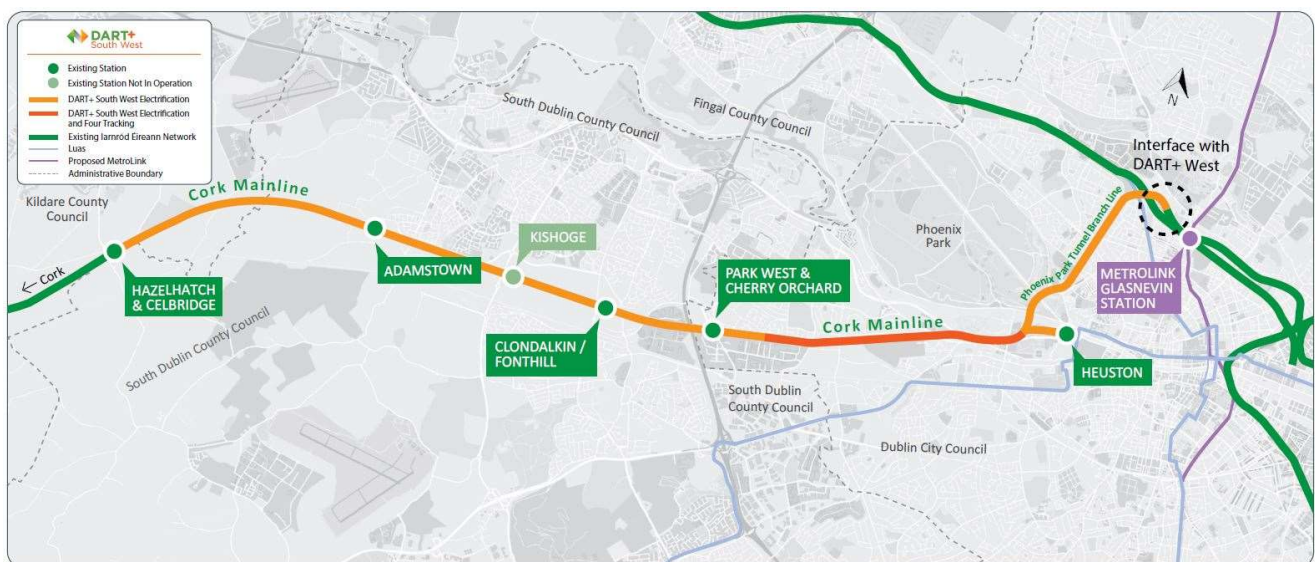 DART+
South West
Existing Station
Existing Station Not In Operation
DART+ South West Electrification
DART+ South West Electrification
and Four Tracking
Existing Iarnród Eireann Network
Luas
Proposed MetroLink
Administrative Boundary
Kildare County
Council
← Cork
HAZELHATCH
& CELBRIDGE
Cork Mainline
South Dublin County Council
ADAMSTOWN
KISHOGE
CLONDALKIN /
FONTHILL
South Dublin County Council
Fingal County Council
PARK WEST &
CHERRY ORCHARD
Cork Mainline
South Dublin
County Council
Dublin City Council
Phoenix
Park
Phoenix Park Tunnel Branch Line
HEUSTON
N
Interface with
DART+ West
METROLINK
GLASNEVIN
STATION